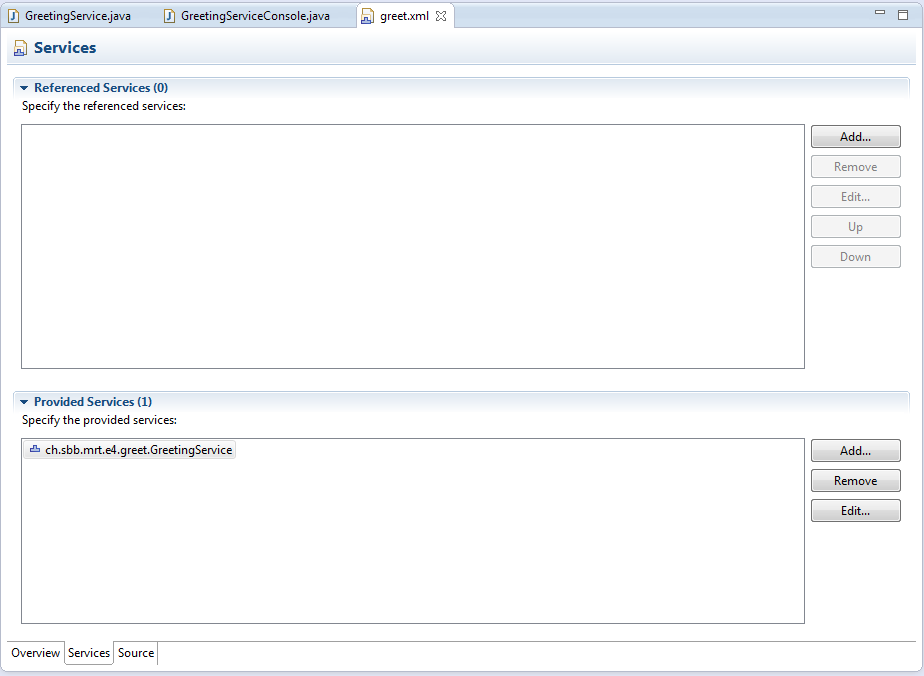 GreetingService.java
GreetingServiceConsole.java
greet.xml
Services
Referenced Services (0)
Specify the referenced services:
Add...
Remove
Edit...
Up
Down
Provided Services (1)
Specify the provided services:
ch.sbb.mrt.e4.greet.GreetingService
Add...
Remove
Edit...
Overview
Services
Source